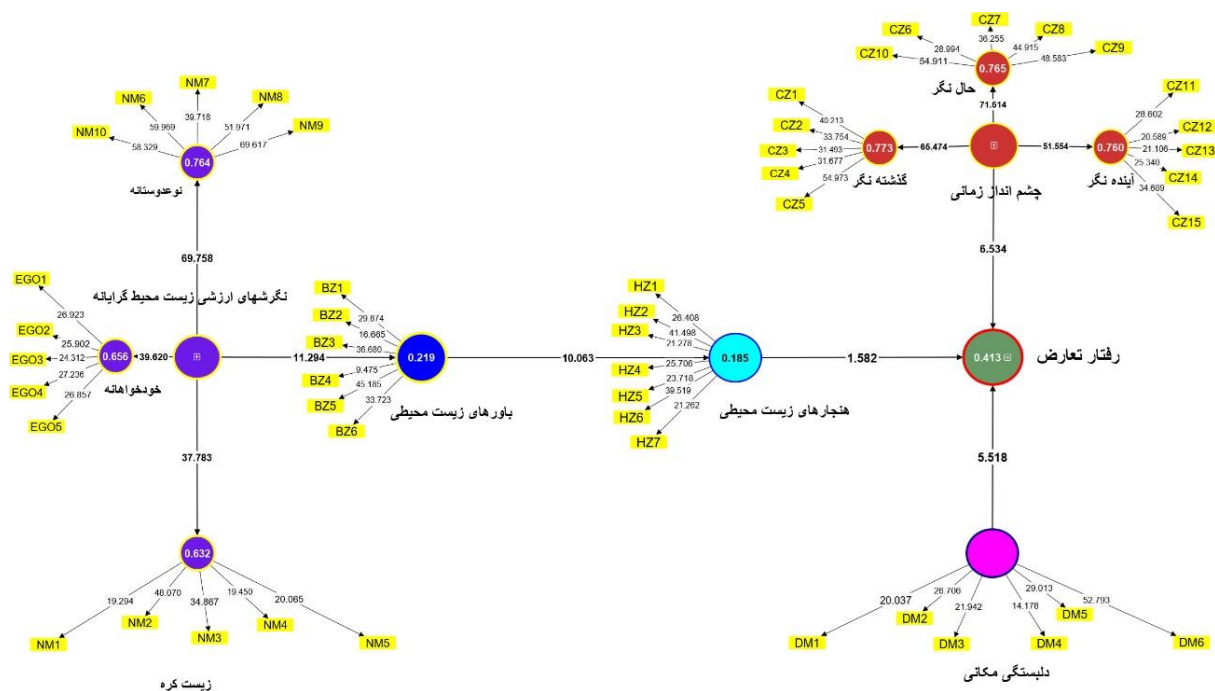 CZ7
CZ6
36.255
CZ8
28.994
44.915
CZ9
CZ10
54.911
48.583
0.765
حال نگر
71.514
CZ1
40.213
CZ2
33.754
CZ3
31.493
CZ4
31.677
CZ5
54.973
0.773
گذشته نگر
65.474
چشم انداز زمانی
51.554
0.760
آینده نگر
CZ11
28.602
CZ12
20.589
CZ13
21.106
CZ14
25.340
CZ15
34.689
6.534
NM7
NM6
39.718
NM8
59.969
51.971
NM10
NM9
58.329
69.617
0.764
نوعدوستانه
69.758
نگرشهای ارزشی زیست محیط گرایانه
EGO1
26.923
EGO2
25.902
EGO3
24.312
EGO4
27.236
EGO5
26.857
0.656
خودخواهانه
39.620
11.294
BZ1
29.874
BZ2
16.665
BZ3
36.680
BZ4
9.475
BZ5
45.185
BZ6
33.723
0.219
باورهای زیست محیطی
10.063
HZ1
26.408
HZ2
41.498
HZ3
21.278
HZ4
25.706
HZ5
23.718
HZ6
39.519
HZ7
21.262
0.185
هنجارهای زیست محیطی
1.582
0.413
رفتار تعارض
37.783
0.632
19.294
46.070
34.867
19.450
20.065
NM1
NM2
NM3
NM4
NM5
زیست کره
5.518
20.037
26.706
21.942
14.178
29.013
52.793
DM1
DM2
DM3
DM4
DM5
DM6
دلبستگی مکانی